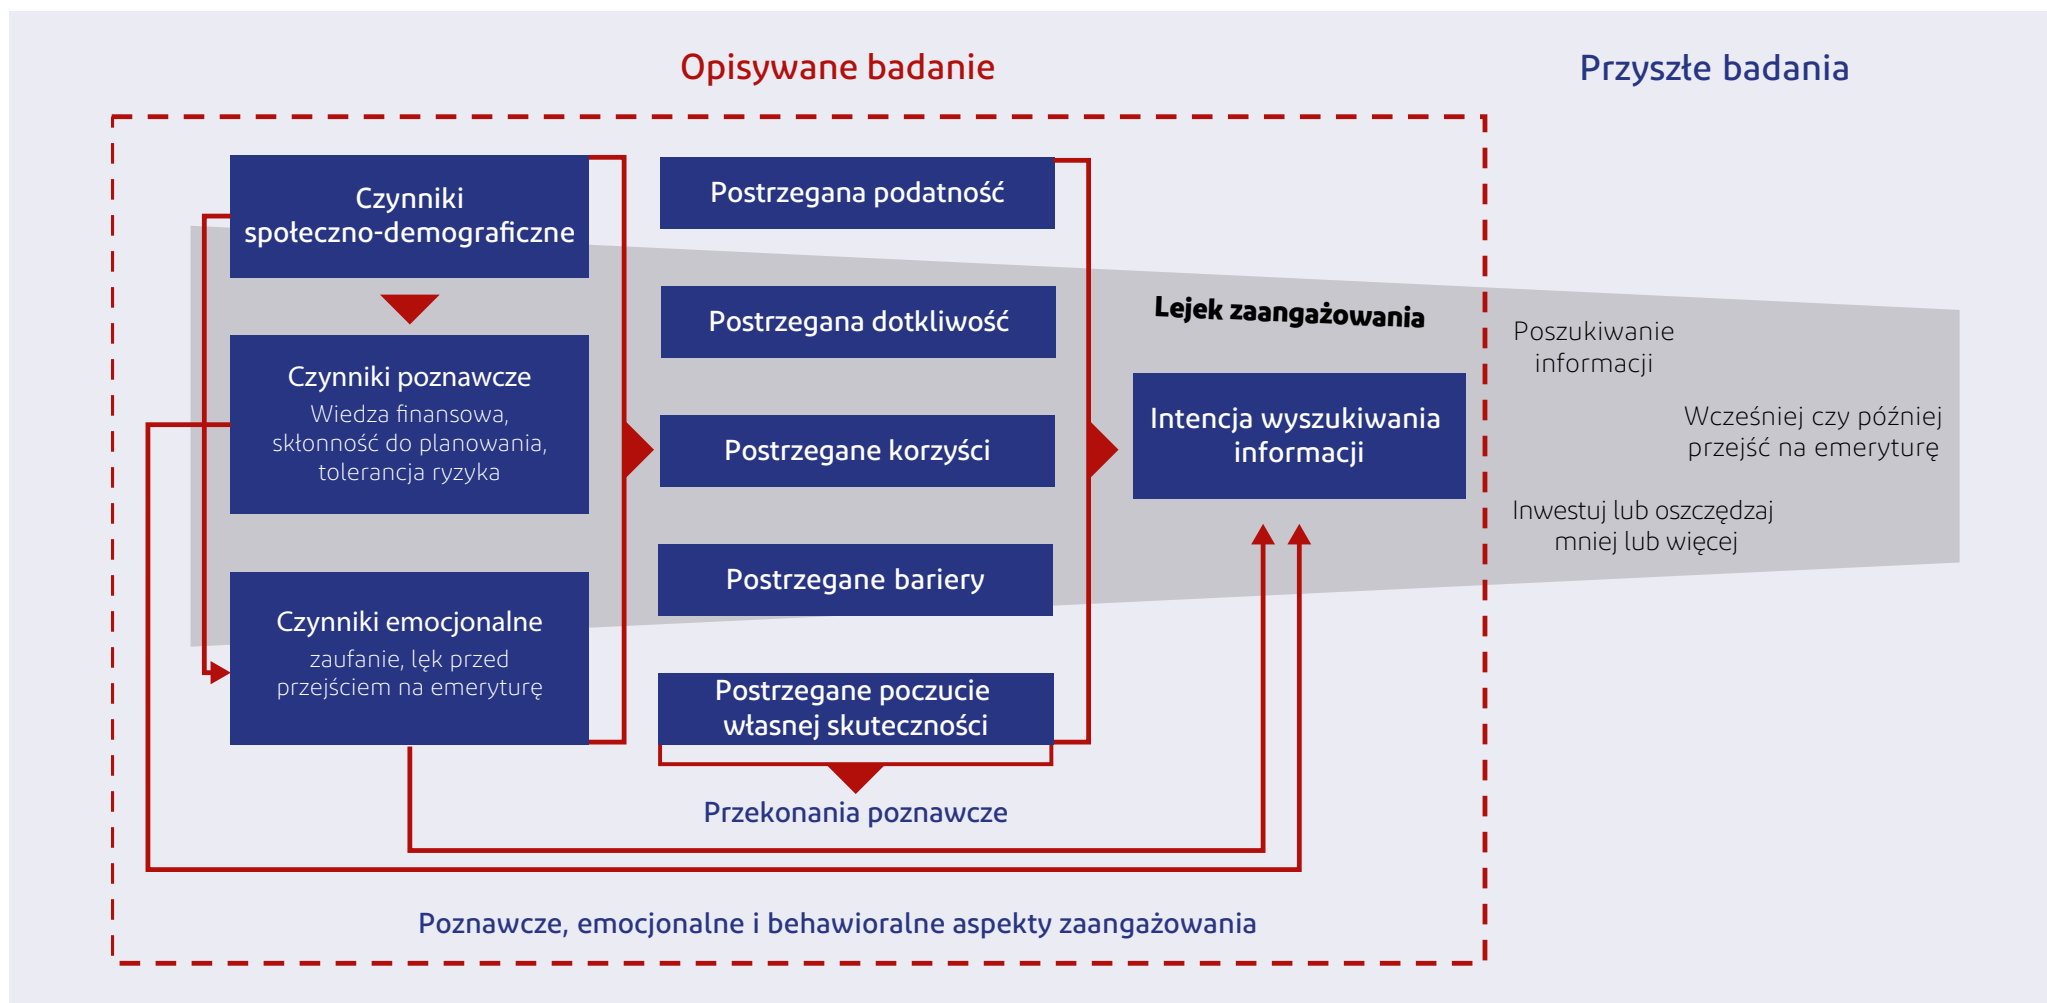 Opisywane badanie
Przyszłe badania
Czynniki
społeczno-demograficzne
Czynniki poznawcze
Wiedza finansowa,
skłonność do planowania,
tolerancja ryzyka
Czynniki emocjonalne
zaufanie, lęk przed
przejściem na emeryturę
Postrzegana podatność
Postrzegana dotkliwość
Postrzegane korzyści
Postrzegane bariery
Postrzegane poczucie
własnej skuteczności
Przekonania poznawcze
Lejek zaangażowania
Intencja wyszukiwania
informacji
Poszukiwanie
informacji
Wcześniej czy później
przejść na emeryturę
Inwestuj lub oszczędzaj
mniej lub więcej
Poznawcze, emocjonalne i behawioralne aspekty zaangażowania